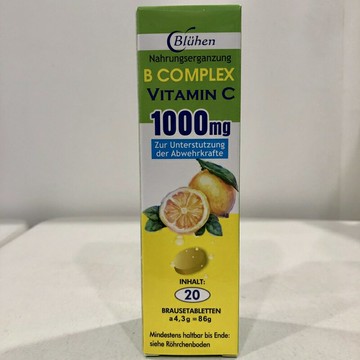 Blühen
Nahrungserganzung
B COMPLEX
VITAMIN C
1000mg
Zur Unterstutzung
der Abwehrkrafte
INHALT:
20
BRAUSETABLETTEN
a 4,3g = 86g
Mindestens haltbar bis Ende:
siehe Röhrchenboden